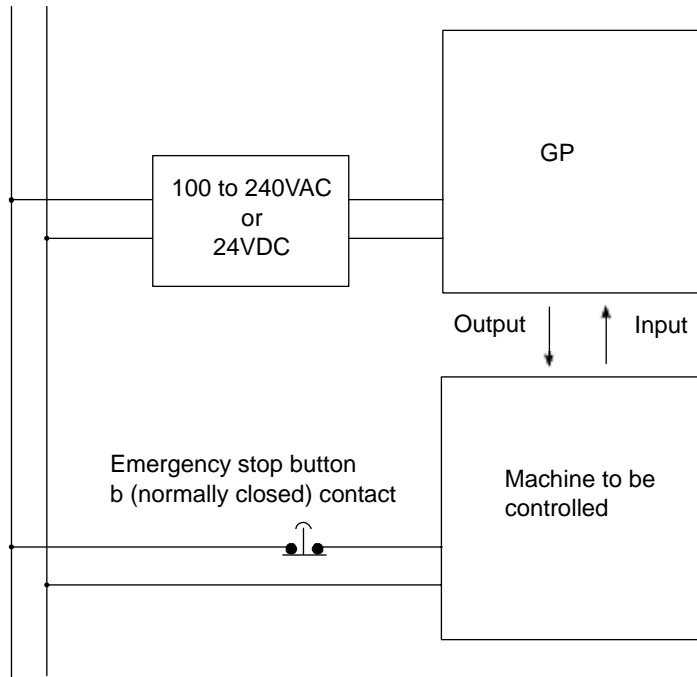 GP
100 to 240VAC
or
24VDC
Output
Input
Emergency stop button
b (normally closed) contact
Machine to be
controlled